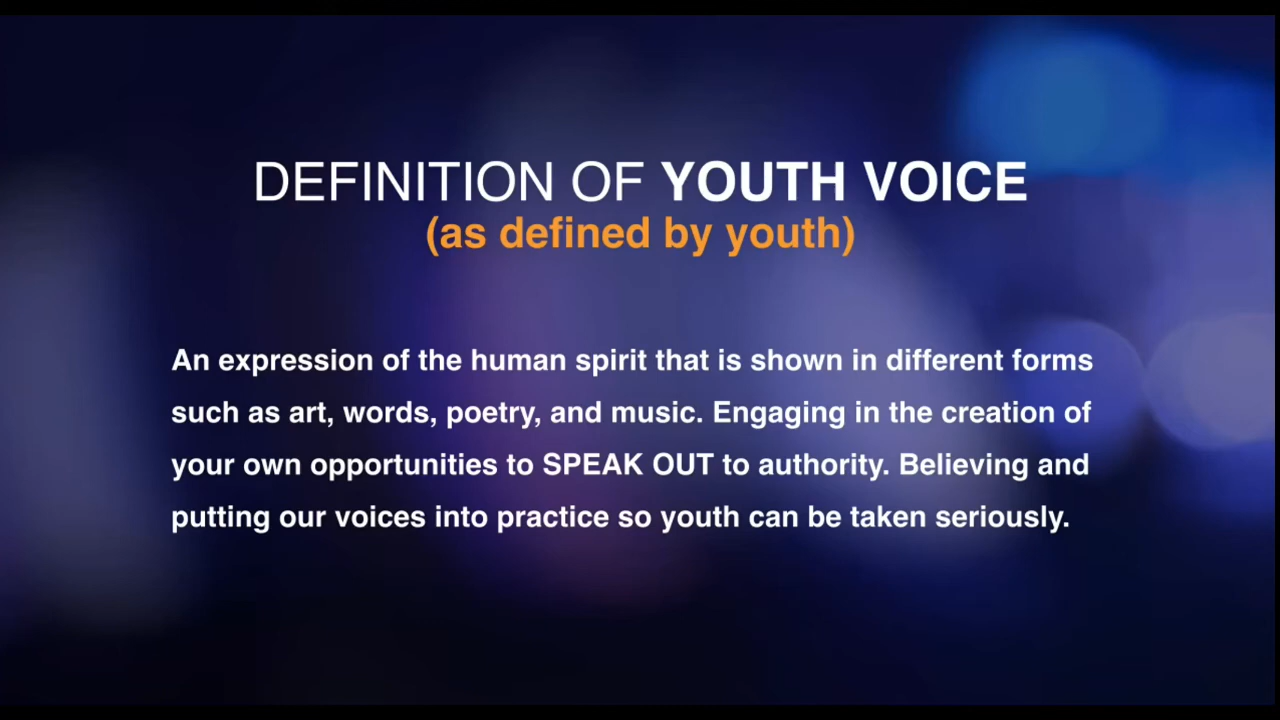 DEFINITION OF YOUTH VOICE
(as defined by youth)
An expression of the human spirit that is shown in different forms
such as art, words, poetry, and music. Engaging in the creation of
your own opportunities to SPEAK OUT to authority. Believing and
putting our voices into practice so youth can be taken seriously.